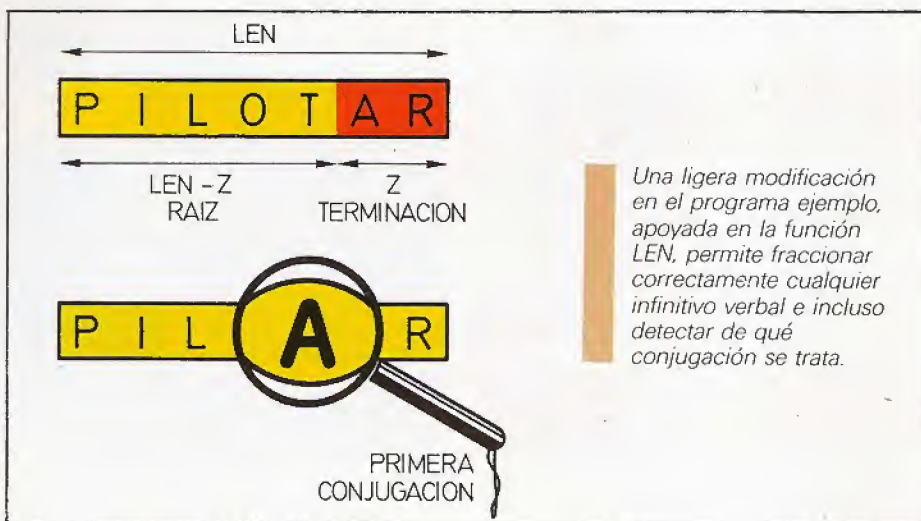 LEN
P I L O T A R
LEN - Z
RAIZ
Z
TERMINACION
P I L A R
PRIMERA
CONJUGACION
Una ligera modificación
en el programa ejemplo,
apoyada en la función
LEN, permite fraccionar
correctamente cualquier
infinitivo verbal e incluso
detectar de qué
conjugación se trata.